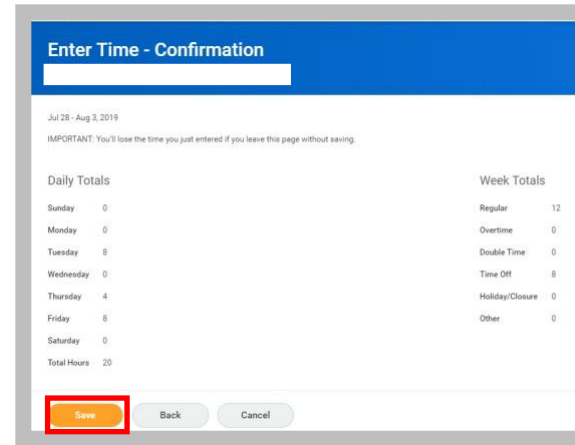 Enter Time - Confirmation
Jul 28 - Aug 3, 2019
IMPORTANT: You'll lose the time you just entered if you leave this page without saving.
Daily Totals
Sunday 0
Monday 0
Tuesday 8
Wednesday 0
Thursday 4
Friday 8
Saturday 0
Total Hours 20
Week Totals
Regular 12
Overtime 0
Double Time 0
Time Off 8
Holiday/Closure 0
Other 0
Save Back Cancel